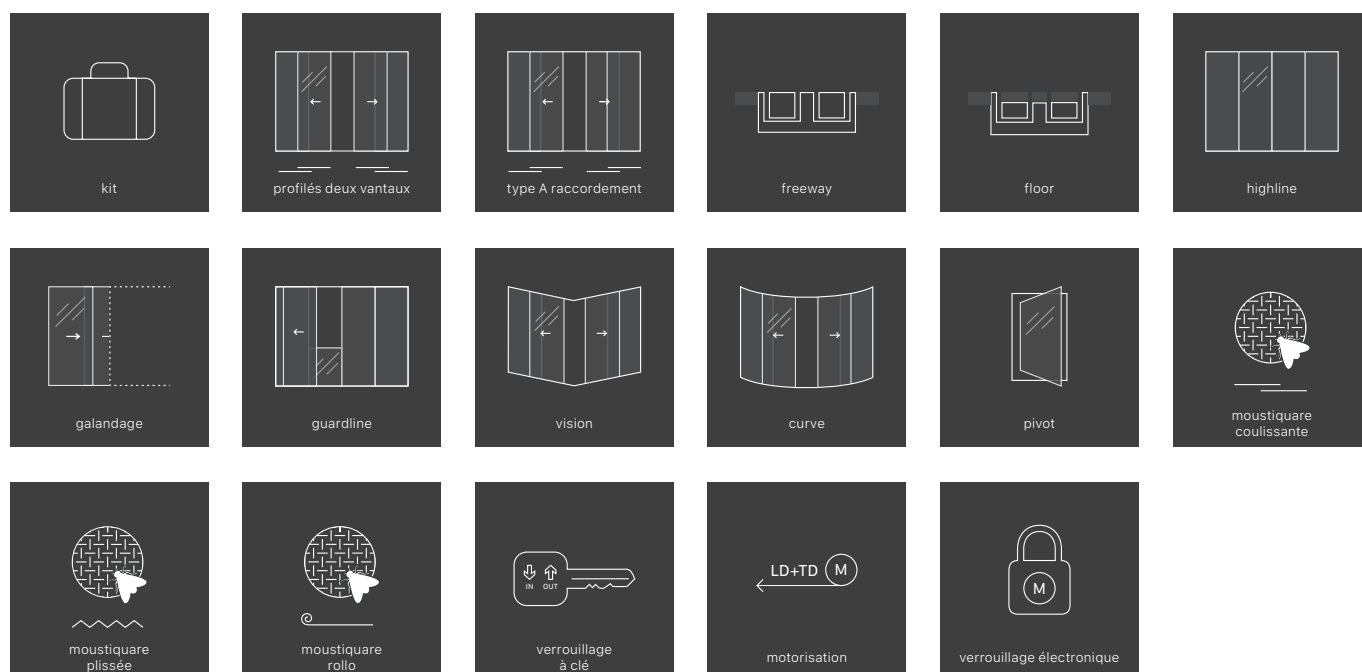 kit
profilés deux vantaux
type A raccordement
freeway
floor
highline
galandage
guardline
vision
curve
pivot
moustiquare
coulissante
moustiquare
plissée
moustiquare
rollo
IN OUT
verrouillage
à clé
LD+TD M
motorisation
M
verrouillage électronique